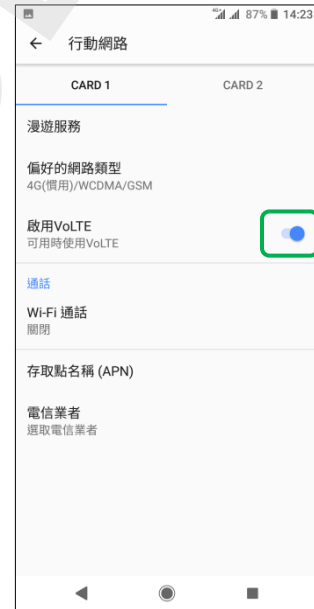 4G 87% 14:23
行動網路
CARD 1 CARD 2
漫遊服務
偏好的網路類型
4G(慣用)/WCDMA/GSM
啟用VoLTE
可用時使用VoLTE
通話
Wi-Fi 通話
關閉
存取點名稱 (APN)
電信業者
選取電信業者